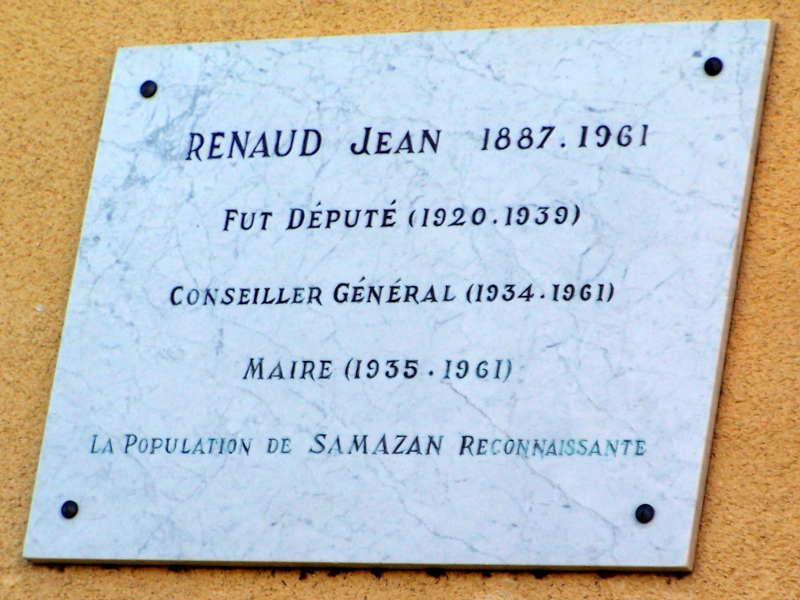 RENAUD JEAN 1887.1961
FUT DÉPUTÉ (1920.1939)
CONSEILLER GÉNÉRAL (1934.1961)
MAIRE (1935.1961)
LA POPULATION DE SAMAZAN RECONNAISSANTE